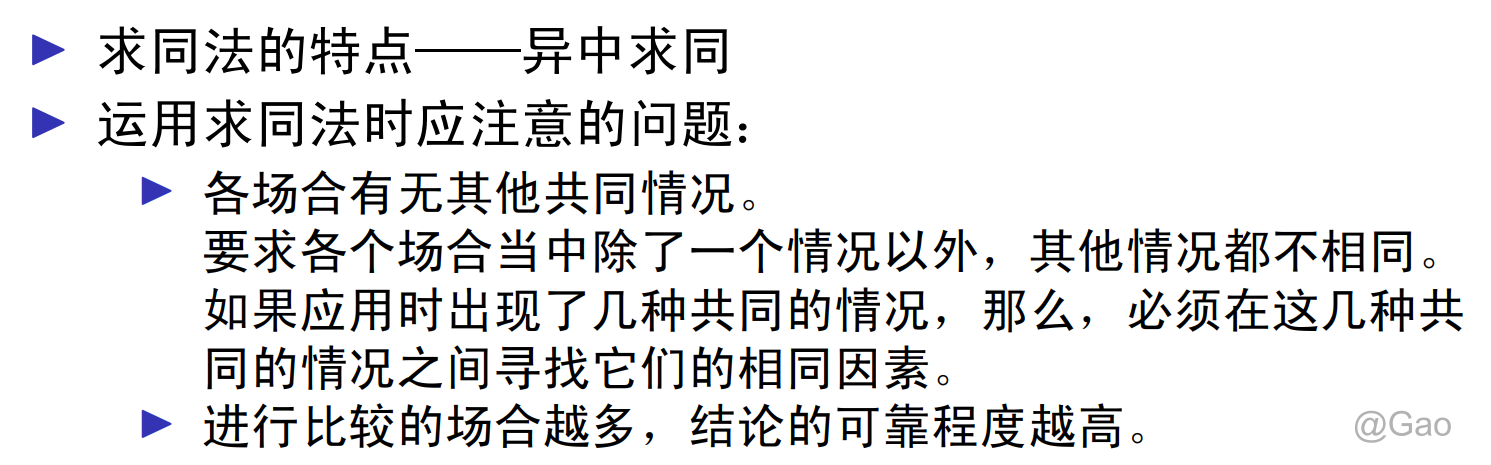 求同法的特点——异中求同
运用求同法时应注意的问题：
各场合有无其他共同情况。
要求各个场合当中除了一个情况以外，其他情况都不相同。
如果应用时出现了几种共同的情况，那么，必须在这几种共
同的情况之间寻找它们的相同因素。
进行比较的场合越多，结论的可靠程度越高。
@Gao